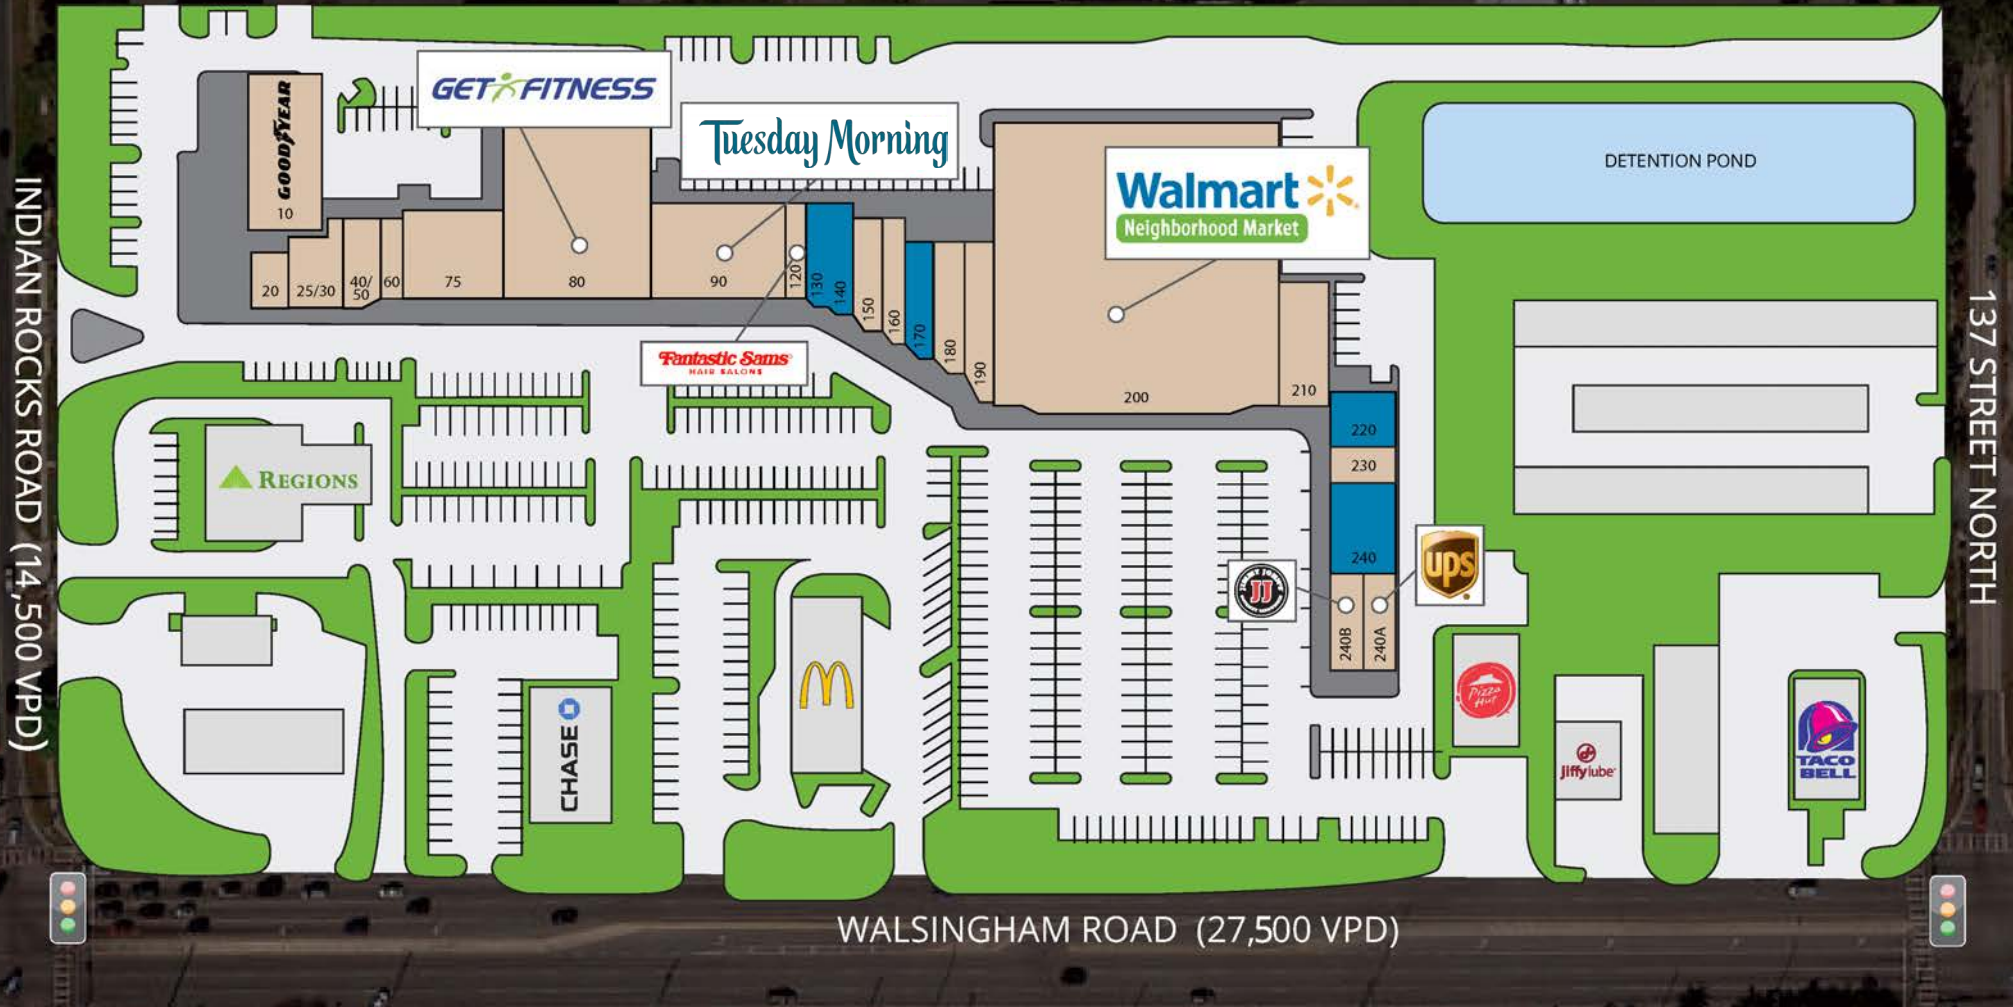 GET FITNESS
Tuesday Morning
GOODYEAR
10
DETENTION POND
Walmart
Neighborhood Market
20
25/30
40/
50
60
75
80
90
120
130
140
150
160
170
180
190
200
210
Fantastic Sams
HAIR SALONS
220
230
240
240B
240A
JIMMY JOHN'S
JJ
ups
REGIONS
CHASE
Pizza
Hut
Jiffy lube
TACO
BELL
INDIAN ROCKS ROAD (14,500 VPD)
137 STREET NORTH
WALSINGHAM ROAD (27,500 VPD)